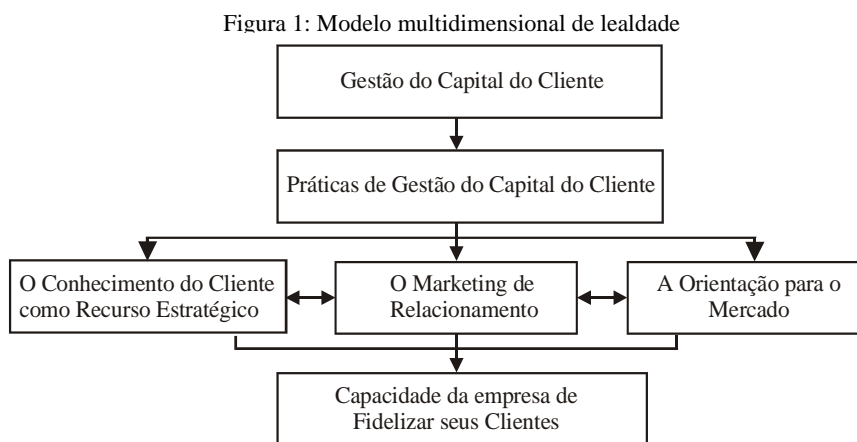 Figura 1: Modelo multidimensional de lealdade
Gestão do Capital do Cliente
Práticas de Gestão do Capital do Cliente
O Conhecimento do Cliente
como Recurso Estratégico
O Marketing de
Relacionamento
A Orientação para o
Mercado
Capacidade da empresa de
Fidelizar seus Clientes